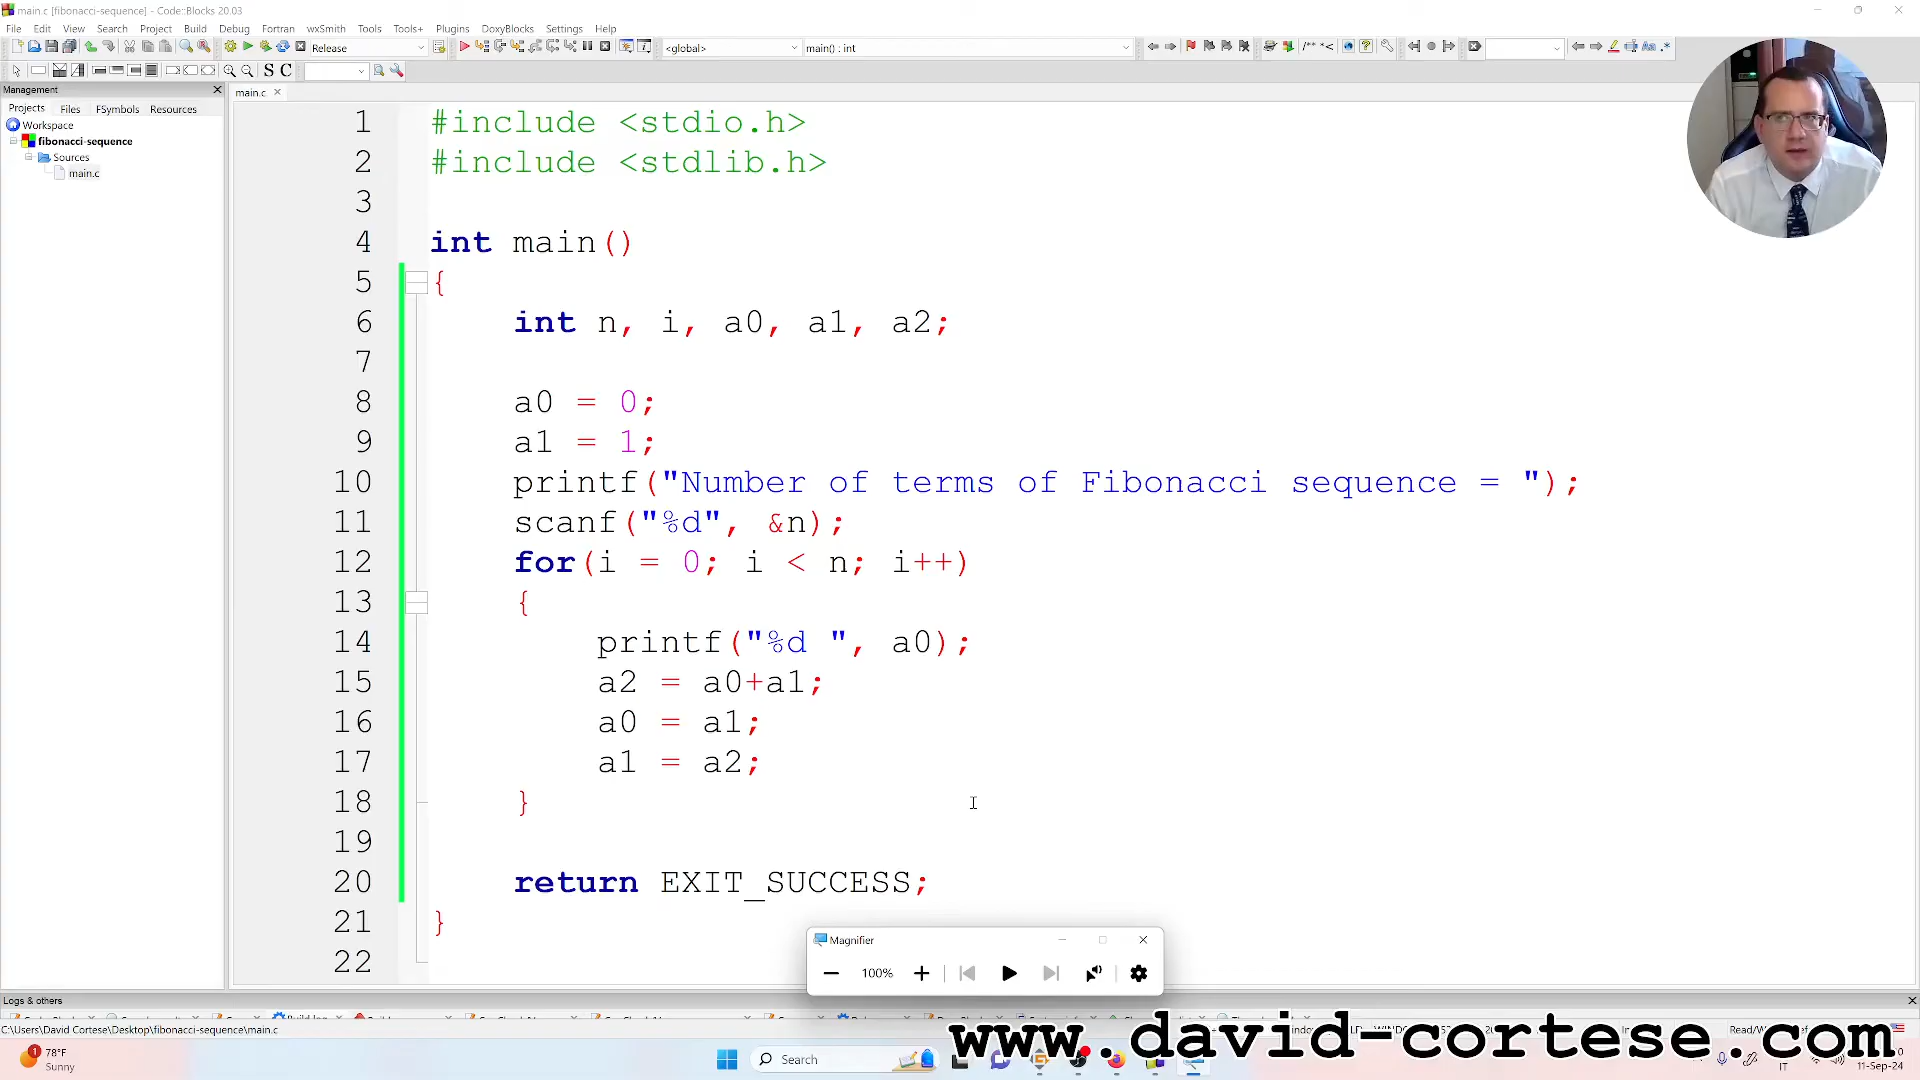 main.c [fibonacci-sequence] - Code::Blocks 20.03
File Edit View Search Project Build Debug Fortran wxSmith Tools Tools+ Plugins DoxyBlocks Settings Help
Release
<global>
main() : int
S C
Management
Projects Files FSymbols Resources
Workspace
fibonacci-sequence
Sources
main.c
main.c
1 #include <stdio.h>
2 #include <stdlib.h>
3
4 int main()
5 {
6 int n, i, a0, a1, a2;
7
8 a0 = 0;
9 a1 = 1;
10 printf("Number of terms of Fibonacci sequence = ");
11 scanf("%d", &n);
12 for(i = 0; i < n; i++)
13 {
14 printf("%d ", a0);
15 a2 = a0+a1;
16 a0 = a1;
17 a1 = a2;
18 }
19
20 return EXIT_SUCCESS;
21 }
22
Magnifier
100%
Logs & others
C:\Users\David Cortese\Desktop\fibonacci-sequence\main.c
www.david-cortese.com
1
78°F
Sunny
Search
IT
11-Sep-24